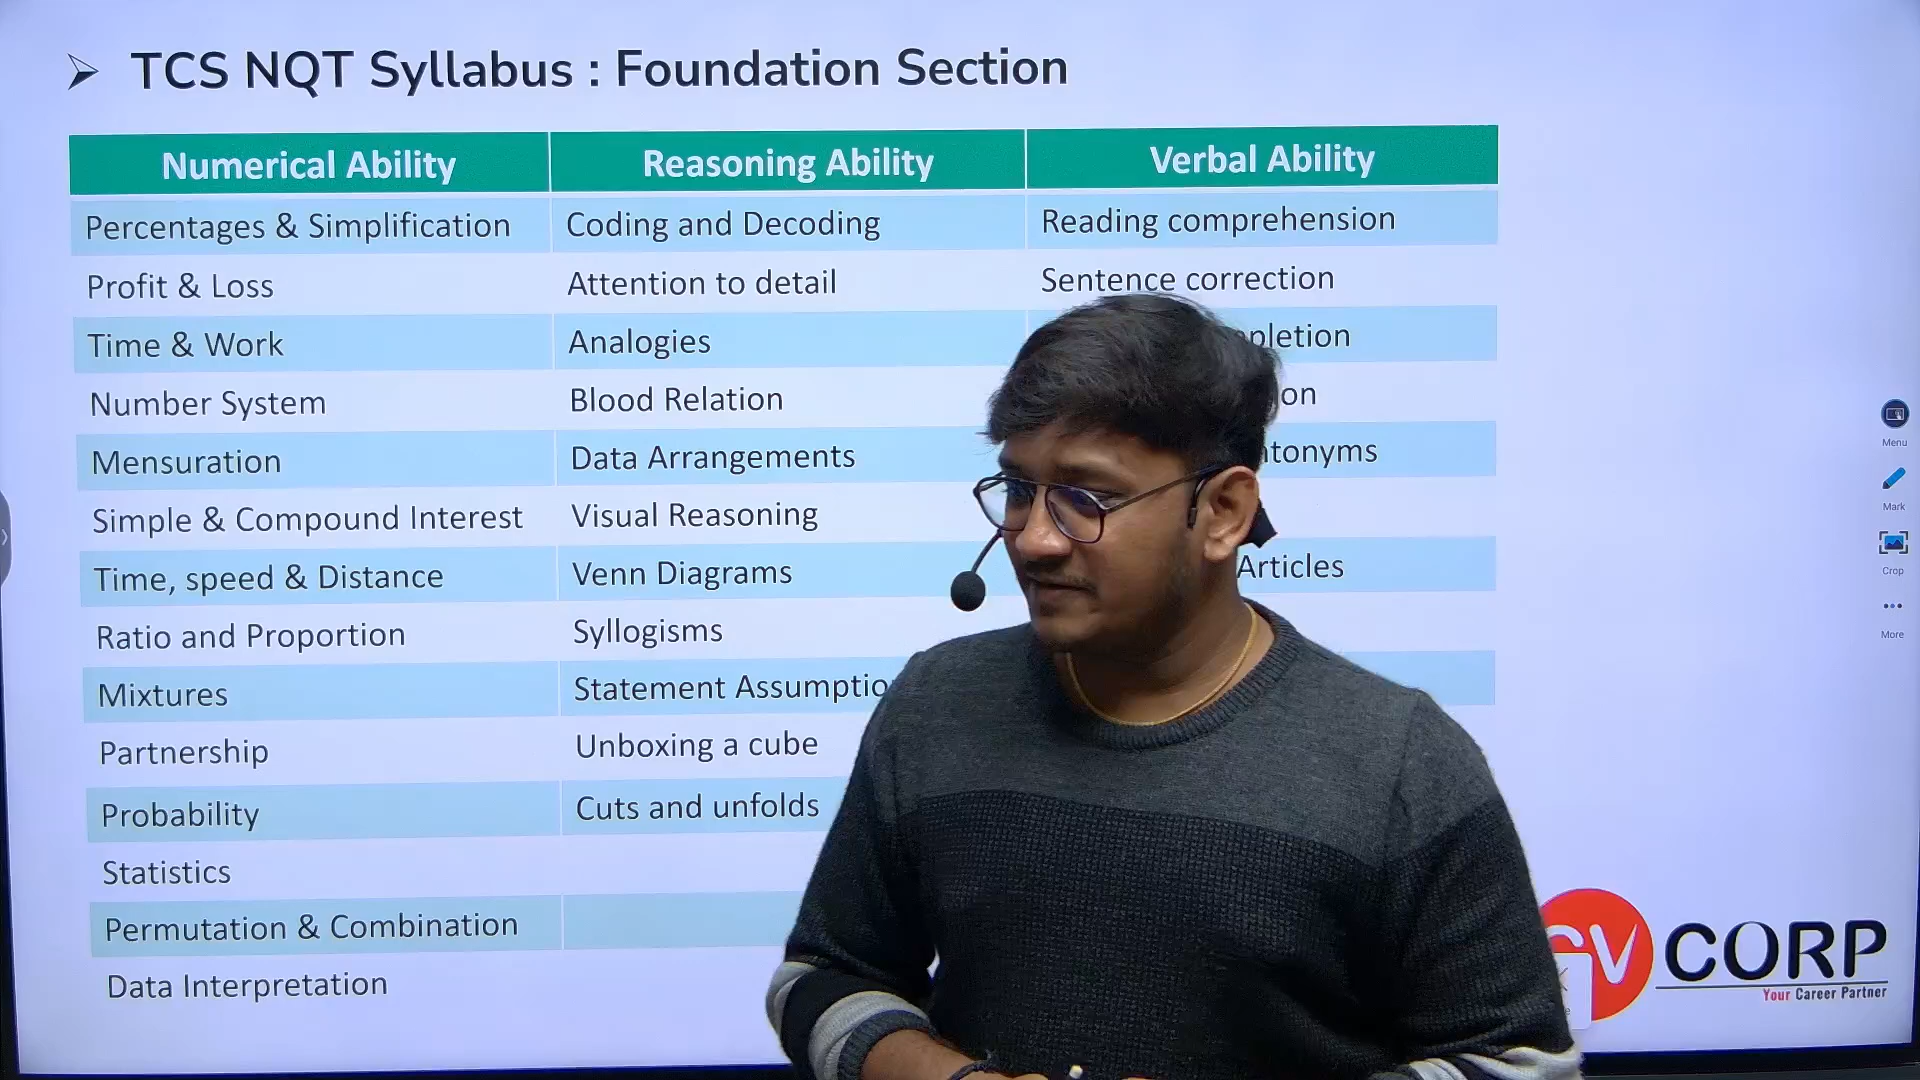 TCS NQT Syllabus : Foundation Section
Numerical Ability Reasoning Ability Verbal Ability
Percentages & Simplification Coding and Decoding Reading comprehension
Profit & Loss Attention to detail Sentence correction
Time & Work Analogies
Number System Blood Relation
Mensuration Data Arrangements
Simple & Compound Interest Visual Reasoning
Time, speed & Distance Venn Diagrams Articles
Ratio and Proportion Syllogisms
Mixtures Statement
Partnership Unboxing a cube
Probability Cuts and unfolds
Statistics
Permutation & Combination
Data Interpretation
Menu
Mark
Crop
More
CORP
Your Career Partner